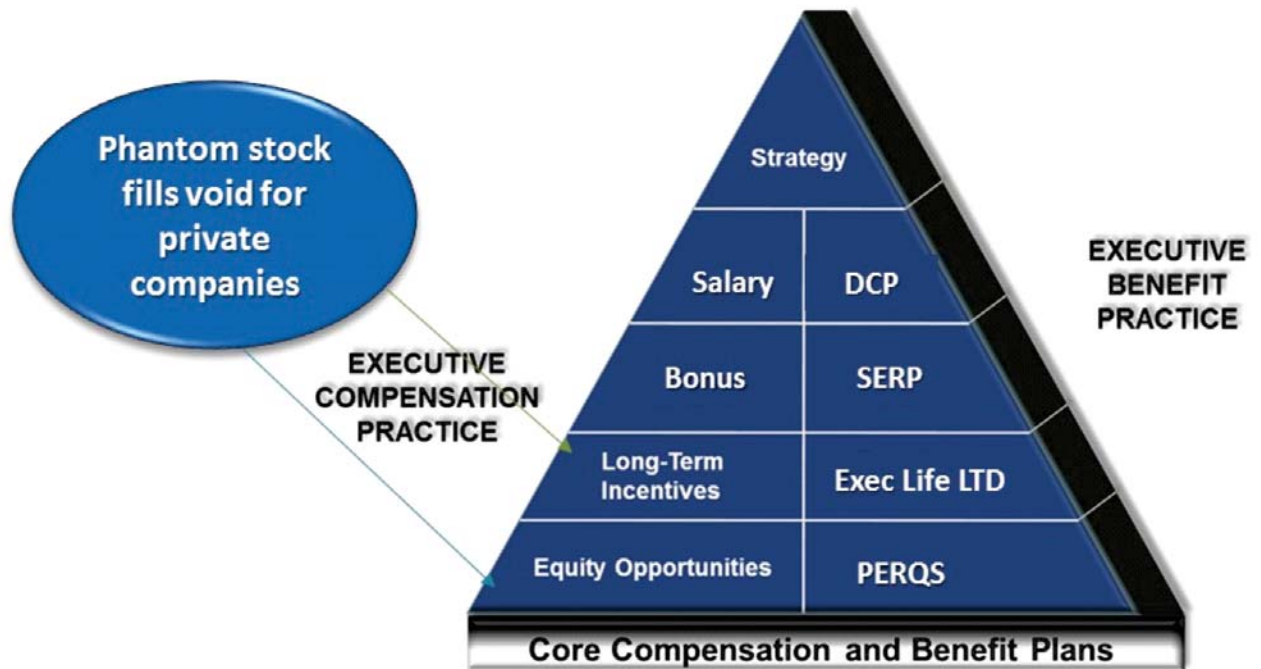 Phantom stock
fills void for
private
companies
EXECUTIVE
COMPENSATION
PRACTICE
Strategy
Salary
DCP
Bonus
SERP
Long-Term
Incentives
Exec Life LTD
Equity Opportunities
PERQS
EXECUTIVE
BENEFIT
PRACTICE
Core Compensation and Benefit Plans